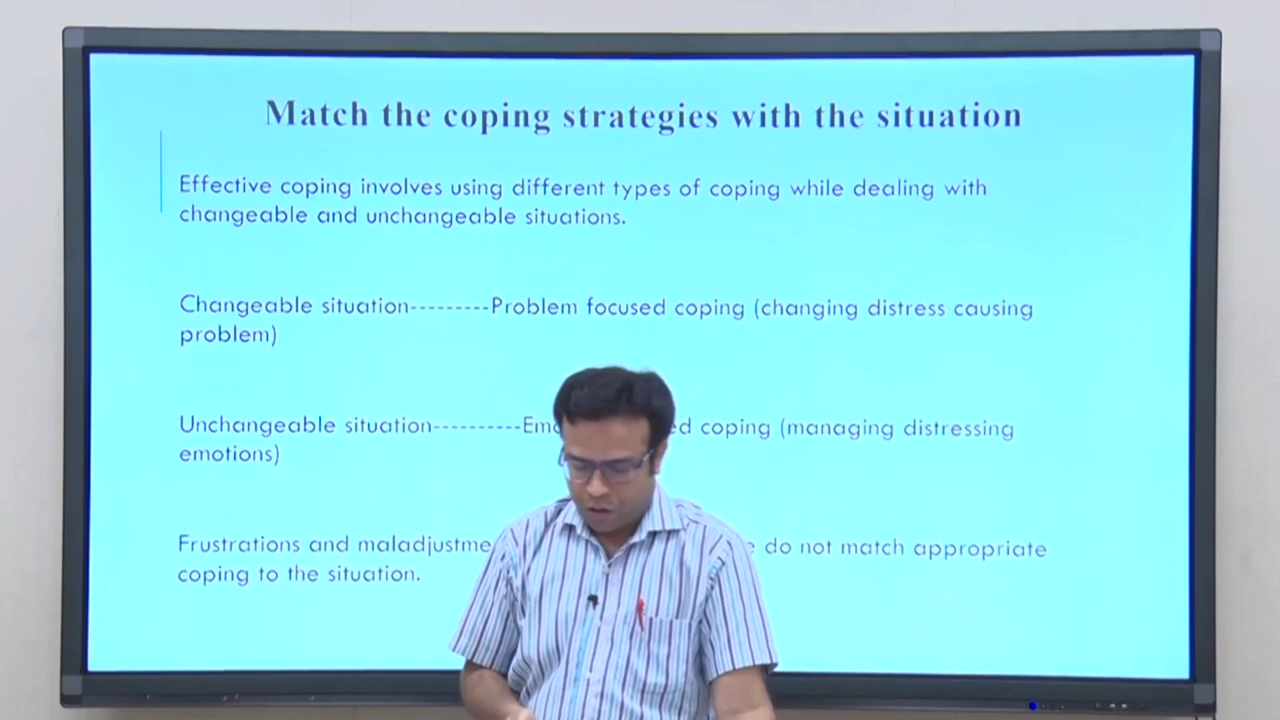 Match the coping strategies with the situation
Effective coping involves using different types of coping while dealing with
changeable and unchangeable situations.
Changeable situation---------Problem focused coping (changing distress causing
problem)
Unchangeable situation----------Emo ed coping (managing distressing
emotions)
Frustrations and maladjustme do not match appropriate
coping to the situation.